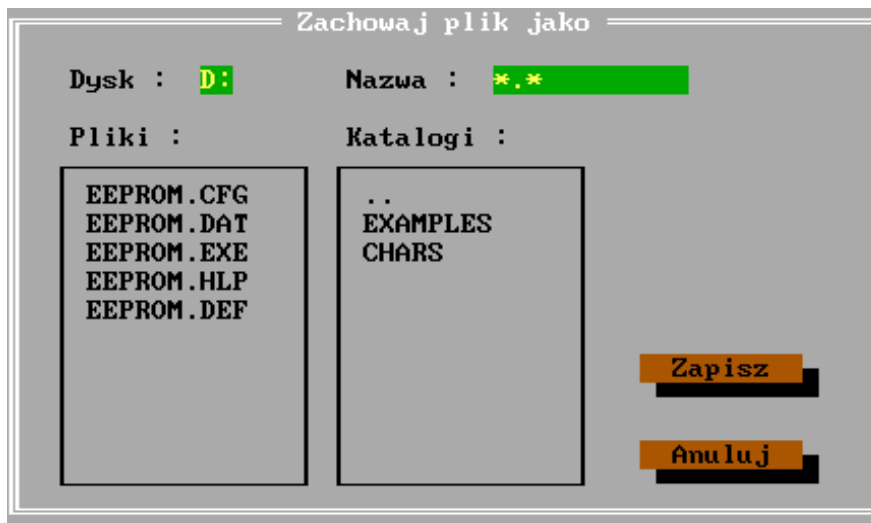 Zachowaj plik jako
Dysk : D: Nazwa : *.*
Pliki : Katalogi :
EEPROM.CFG ..
EEPROM.DAT EXAMPLES
EEPROM.EXE CHARS
EEPROM.HLP
EEPROM.DEF
Zapisz
Anuluj